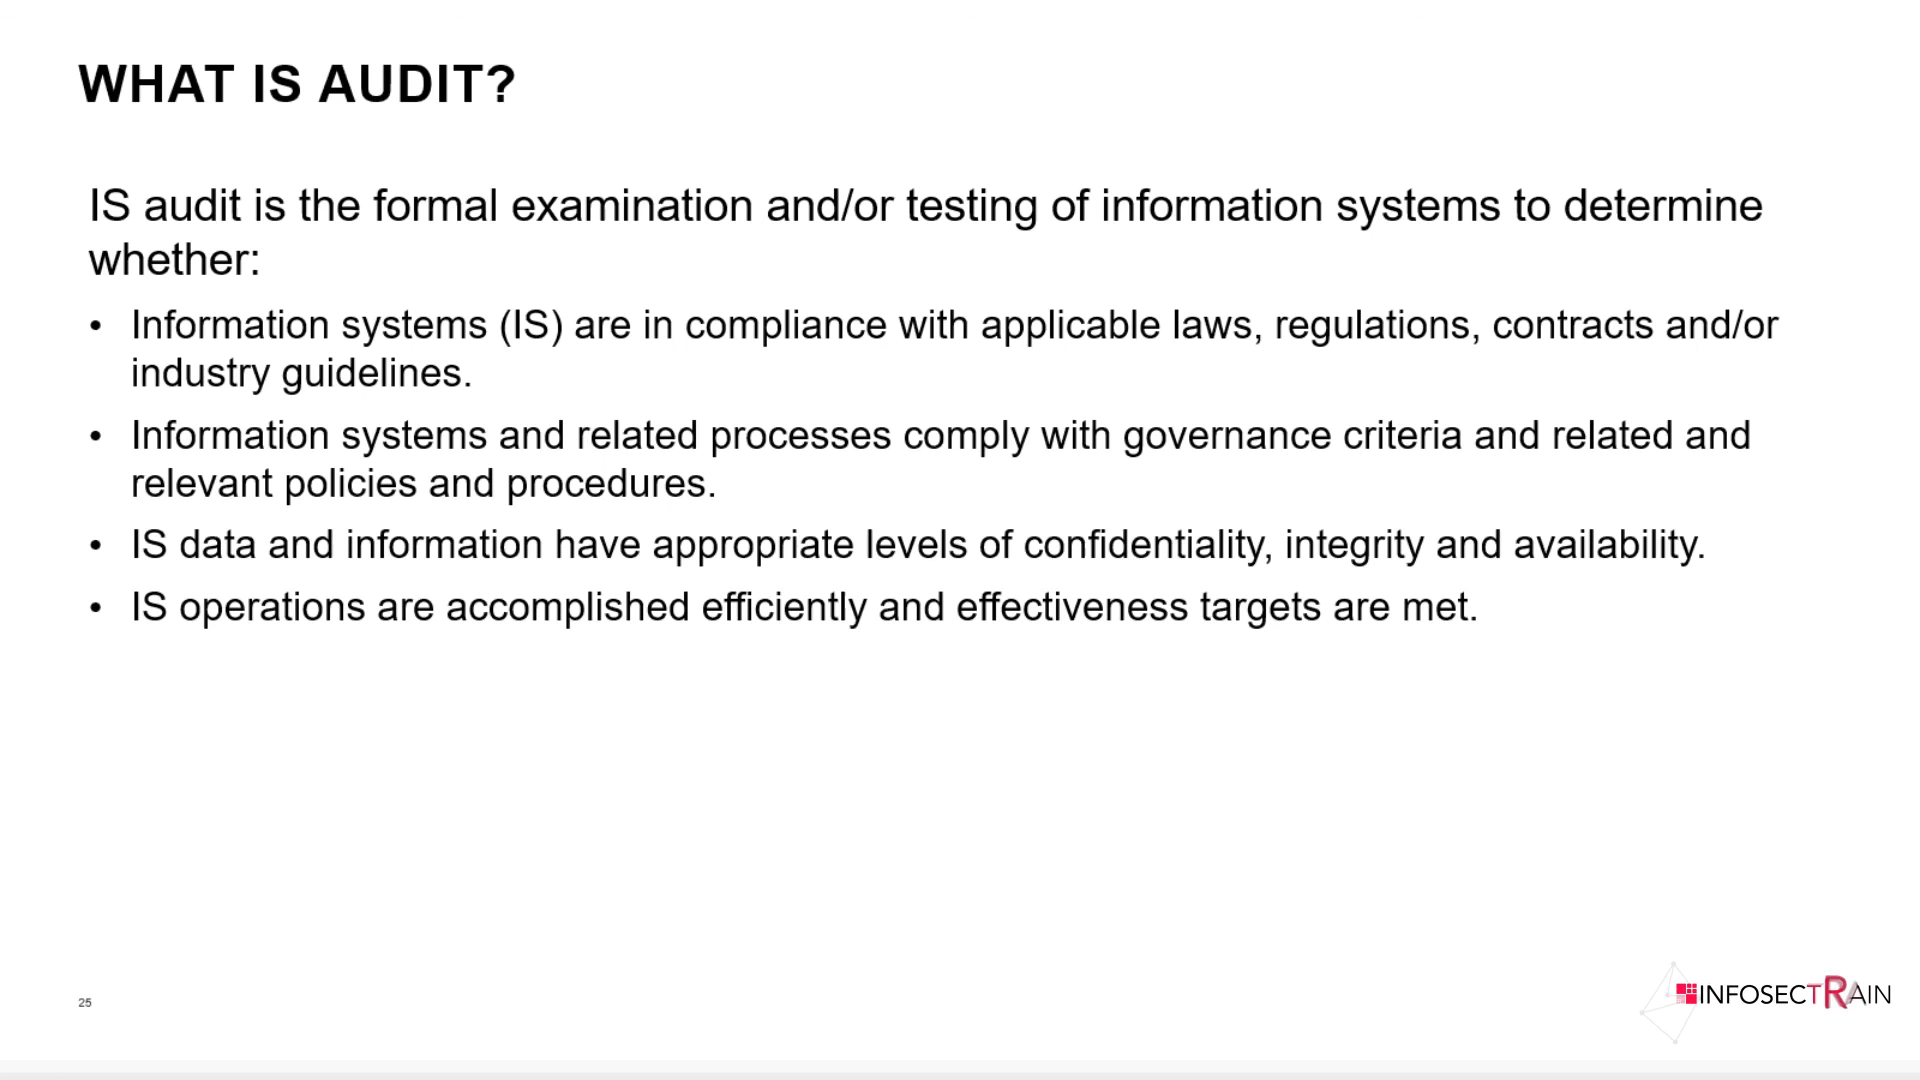 WHAT IS AUDIT?
IS audit is the formal examination and/or testing of information systems to determine
whether:
• Information systems (IS) are in compliance with applicable laws, regulations, contracts and/or
industry guidelines.
• Information systems and related processes comply with governance criteria and related and
relevant policies and procedures.
• IS data and information have appropriate levels of confidentiality, integrity and availability.
• IS operations are accomplished efficiently and effectiveness targets are met.
25
INFOSECTRAIN